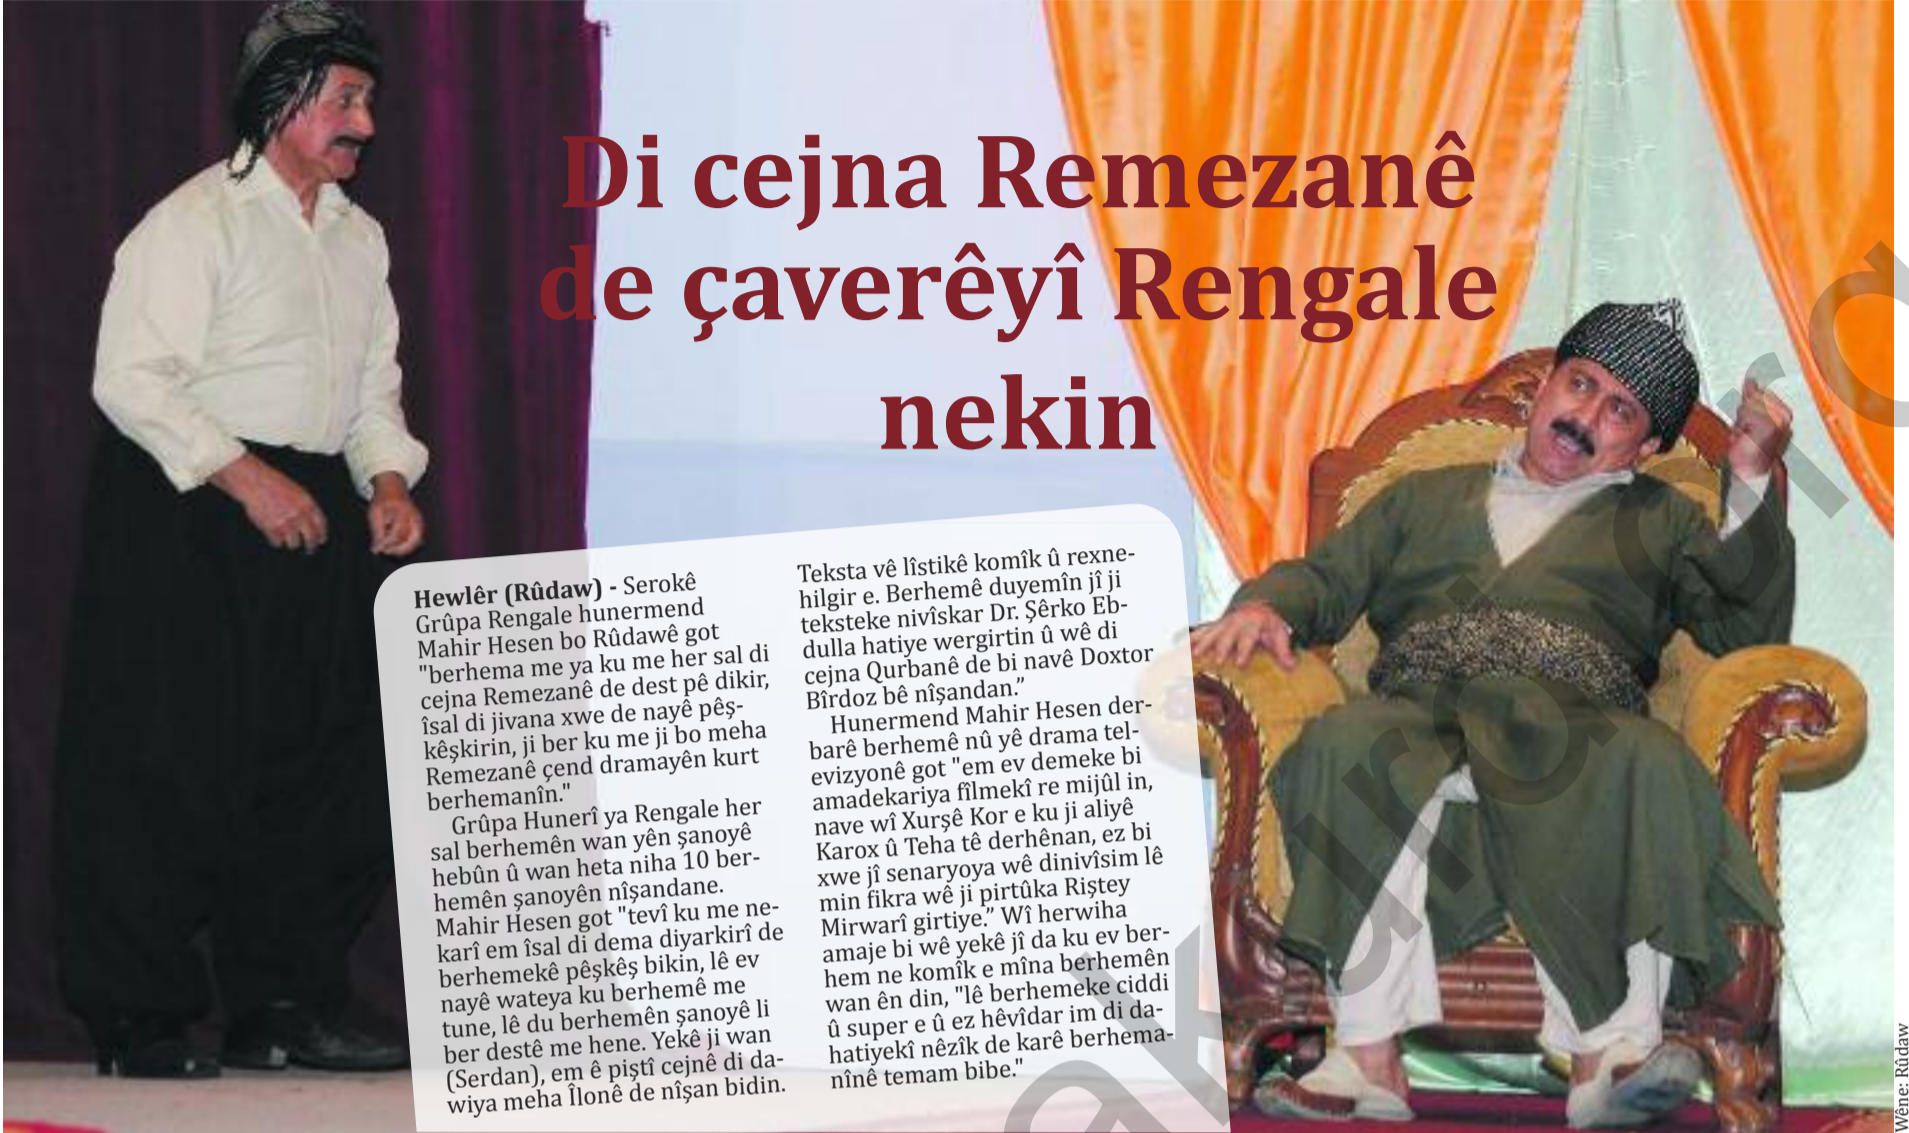 Di cejna Remezanê
de çaverêyî Rengale
nekin
Hewlêr (Rûdaw) - Serokê
Grûpa Rengale hunermend
Mahir Hesen bo Rûdawê got
"berhema me ya ku me her sal di
cejna Remezanê de dest pê dikir,
îsal di jivana xwe de nayê pêş-
kêşkirin, ji ber ku me ji bo meha
Remezanê çend dramayên kurt
berhemanîn."
Grûpa Hunerî ya Rengale her
sal berhemên wan yên şanoyê
hebûn û wan heta niha 10 ber-
hemên şanoyên nîşandane.
Mahir Hesen got "tevî ku me ne-
karî em îsal di dema diyarkirî de
berhemekê pêşkêş bikin, lê ev
nayê wateya ku berhemê me
tune, lê du berhemên şanoyê li
ber destê me hene. Yekê ji wan
(Serdan), em ê piştî cejnê di da-
wiya meha Îlonê de nîşan bidin.
Teksta vê lîstikê komîk û rexne-
hilgir e. Berhemê duyemîn jî ji
teksteke nivîskar Dr. Şêrko Eb-
dulla hatiye wergirtin û wê di
cejna Qurbanê de bi navê Doxtor
Bîrdoz bê nîşandan.”
Hunermend Mahir Hesen der-
barê berhemê nû yê drama tel-
evizyonê got "em ev demeke bi
amadekariya fîlmekî re mijûl in,
nave wî Xurşê Kor e ku ji aliyê
Karox û Teha tê derhênan, ez bi
xwe jî senaryoya wê dinivîsim lê
min fikra wê ji pirtûka Riştey
Mirwarî girtiye.” Wî herwiha
amaje bi wê yekê jî da ku ev ber-
hem ne komîk e mîna berhemên
wan ên din, "lê berhemeke ciddi
û super e û ez hêvîdar im di da-
hatiyekî nêzîk de karê berhema-
nînê temam bibe."
Wêne: Rûdaw